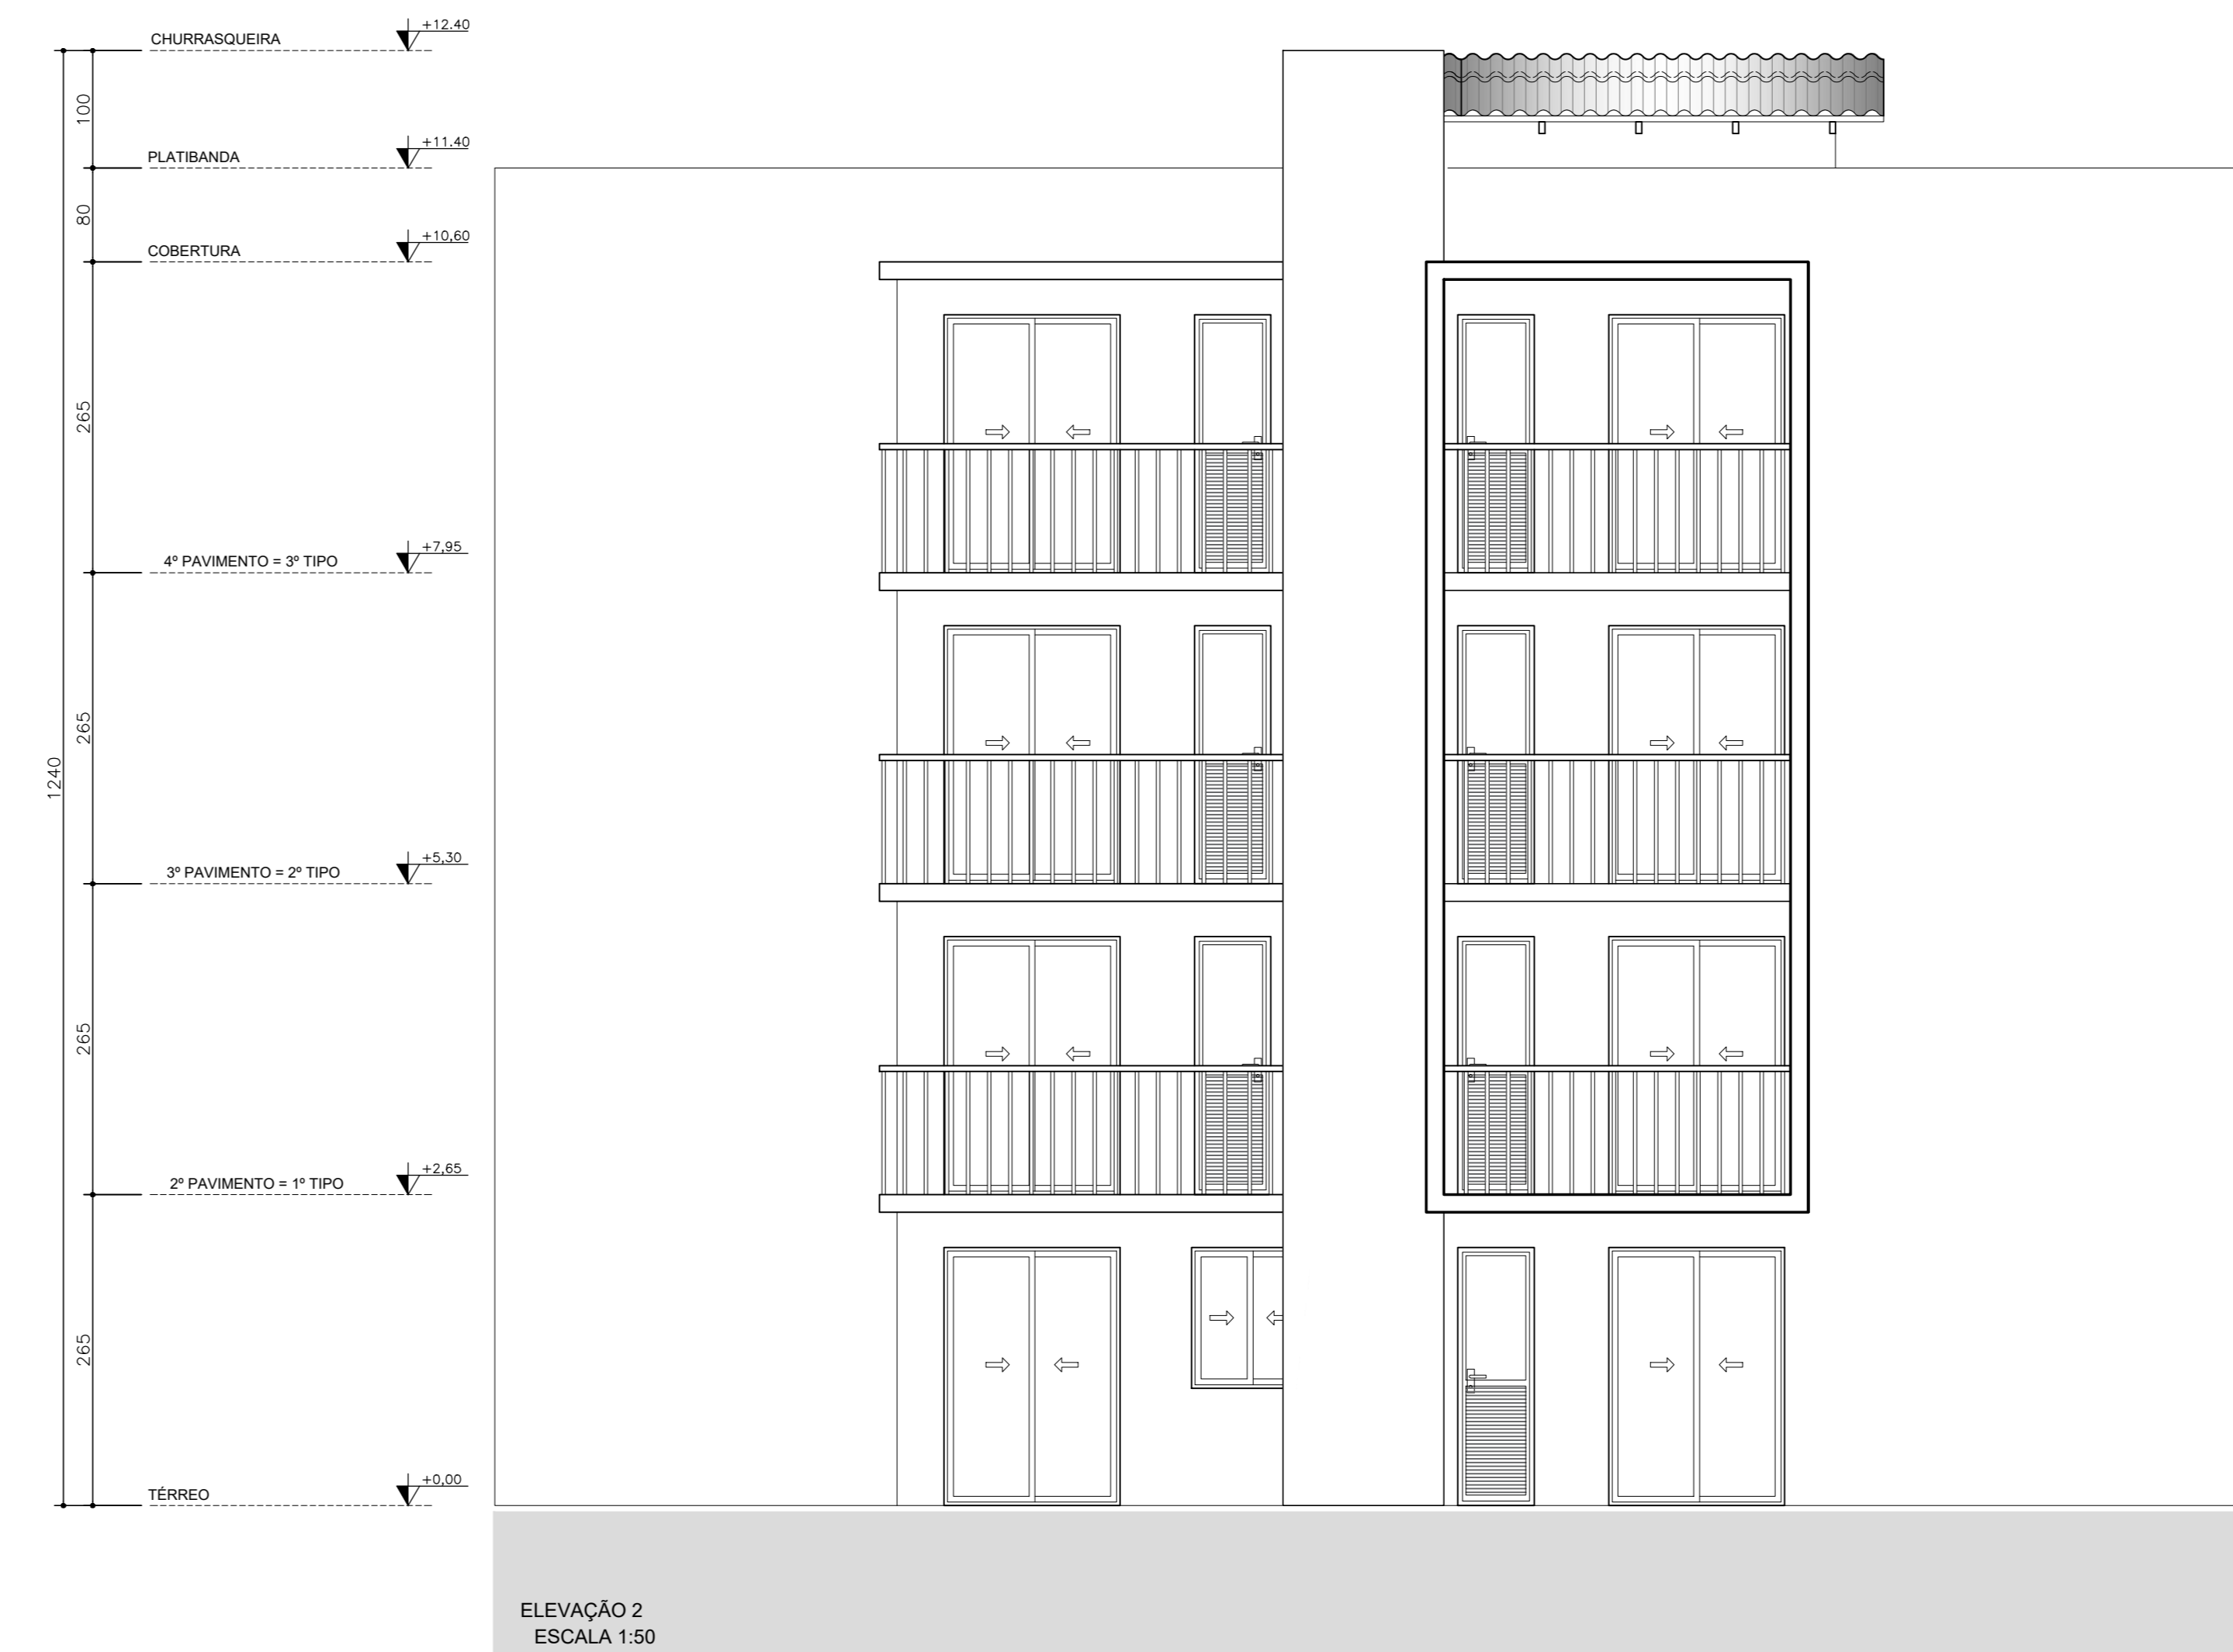 CHURRASQUEIRA +12.40
100
PLATIBANDA +11.40
80
COBERTURA +10,60
265
4º PAVIMENTO = 3º TIPO +7,95
265
1240
3º PAVIMENTO = 2º TIPO +5,30
265
2º PAVIMENTO = 1º TIPO +2,65
265
TÉRREO +0,00
ELEVAÇÃO 2
ESCALA 1:50